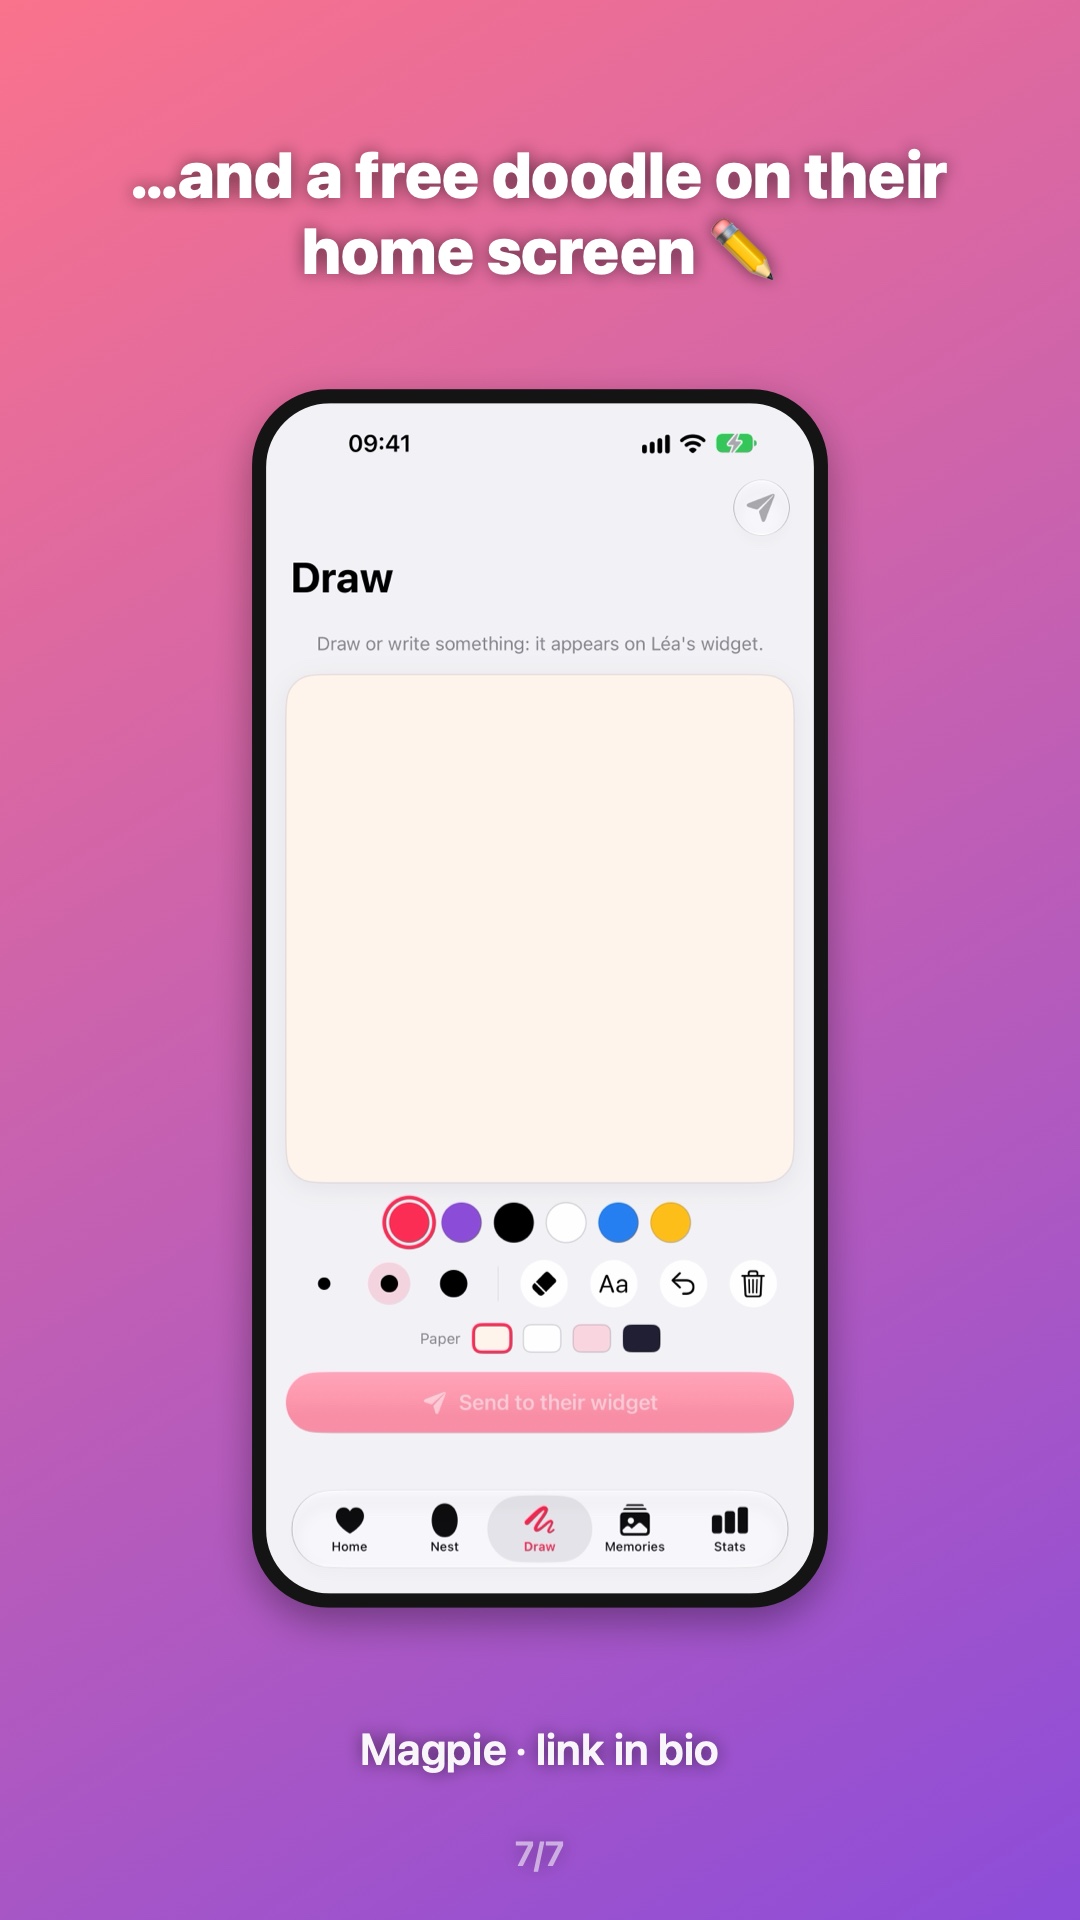 ...and a free doodle on their
home screen ✏️
09:41
Draw
Draw or write something: it appears on Léa's widget.
Aa
Paper
Send to their widget
Home
Nest
Draw
Memories
Stats
Magpie · link in bio
7/7